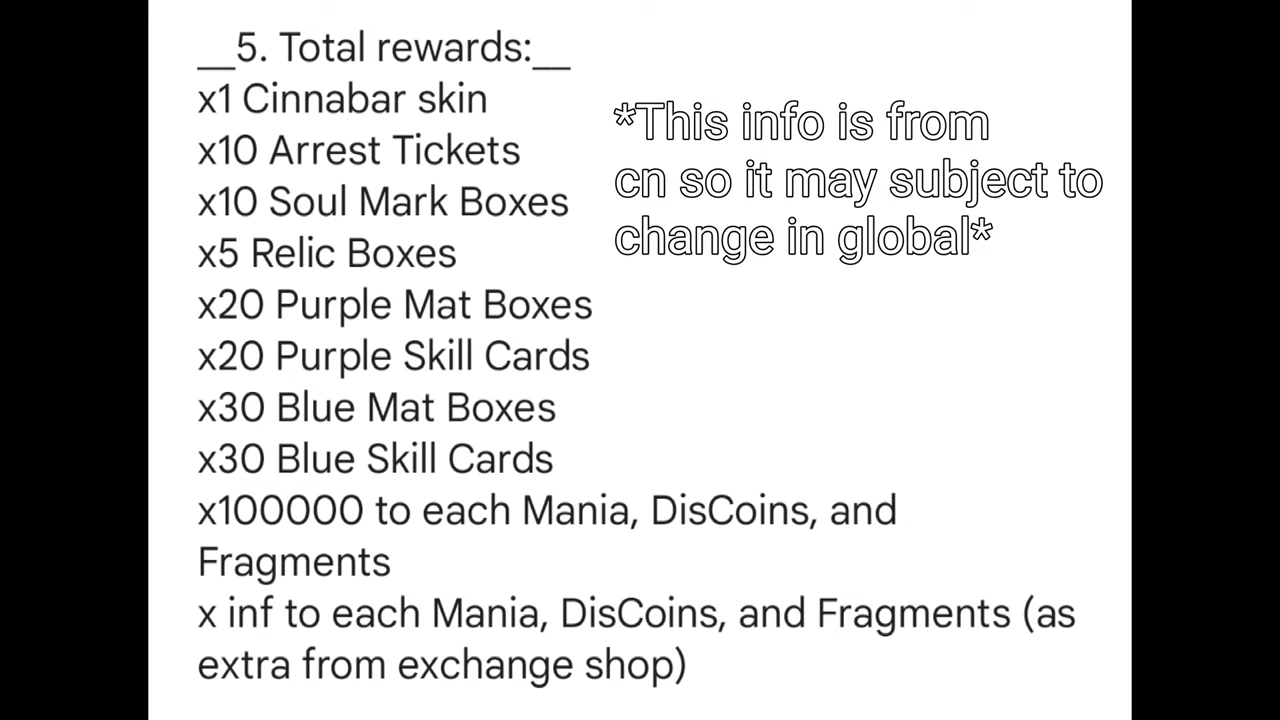 __5. Total rewards:__
x1 Cinnabar skin
x10 Arrest Tickets
x10 Soul Mark Boxes
x5 Relic Boxes
x20 Purple Mat Boxes
x20 Purple Skill Cards
x30 Blue Mat Boxes
x30 Blue Skill Cards
x100000 to each Mania, DisCoins, and
Fragments
x inf to each Mania, DisCoins, and Fragments (as
extra from exchange shop)
*This info is from
cn so it may subject to
change in global*